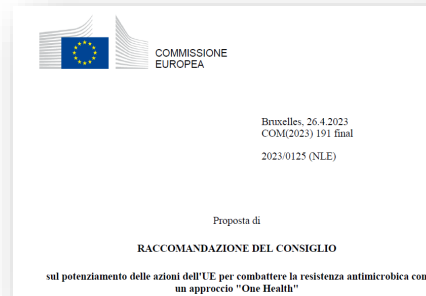 COMMISSIONE
EUROPEA
Bruxelles, 26.4.2023
COM(2023) 191 final
2023/0125 (NLE)
Proposta di
RACCOMANDAZIONE DEL CONSIGLIO
sul potenziamento delle azioni dell'UE per combattere la resistenza antimicrobica con
un approccio "One Health"